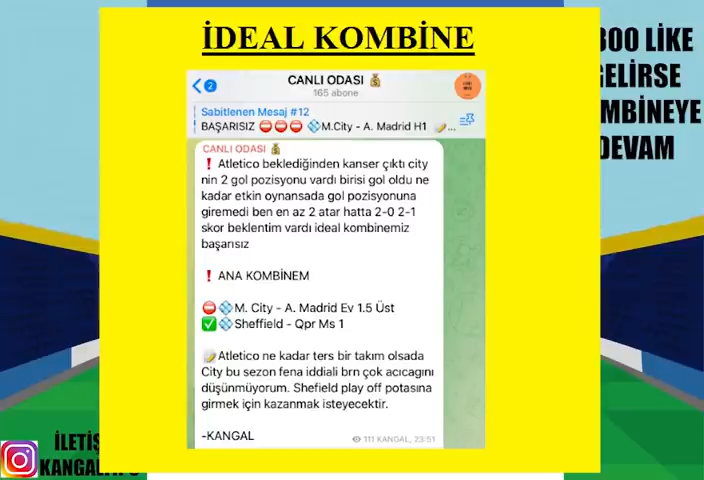 İDEAL KOMBİNE
300 LİKE
GELİRSE
KOMBİNEYE
DEVAM
2
CANLI ODASI 💰
165 abone
Sabitlenen Mesaj #12
BAŞARISIZ ⛔⛔⛔ 💠M.City - A. Madrid H1 📝...
CANLI ODASI 💰
❗ Atletico beklediğinden kanser çıktı city
nin 2 gol pozisyonu vardı birisi gol oldu ne
kadar etkin oynansada gol pozisyonuna
giremedi ben en az 2 atar hatta 2-0 2-1
skor beklentim vardı ideal kombinemiz
başarısız
❗ ANA KOMBİNEM
⛔💠M. City - A. Madrid Ev 1.5 Üst
✅💠Sheffield - Qpr Ms 1
📝Atletico ne kadar ters bir takım olsada
City bu sezon fena iddiali brn çok acıcağını
düşünmüyorum. Shefield play off potasına
girmek için kazanmak isteyecektir.
-KANGAL
111 KANGAL, 23:51